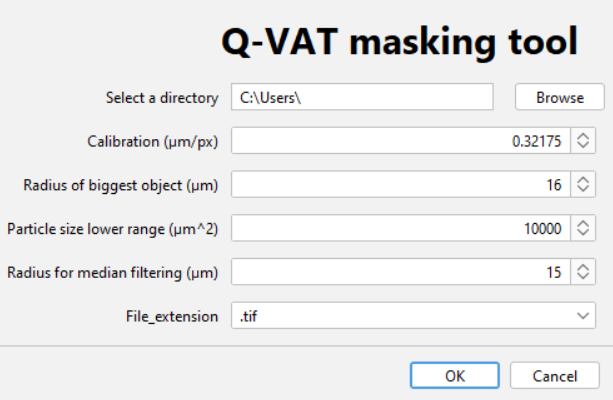 Q-VAT masking tool
Select a directory C:\Users\ Browse
Calibration (µm/px) 0.32175
Radius of biggest object (µm) 16
Particle size lower range (µm^2) 10000
Radius for median filtering (µm) 15
File_extension .tif
OK Cancel